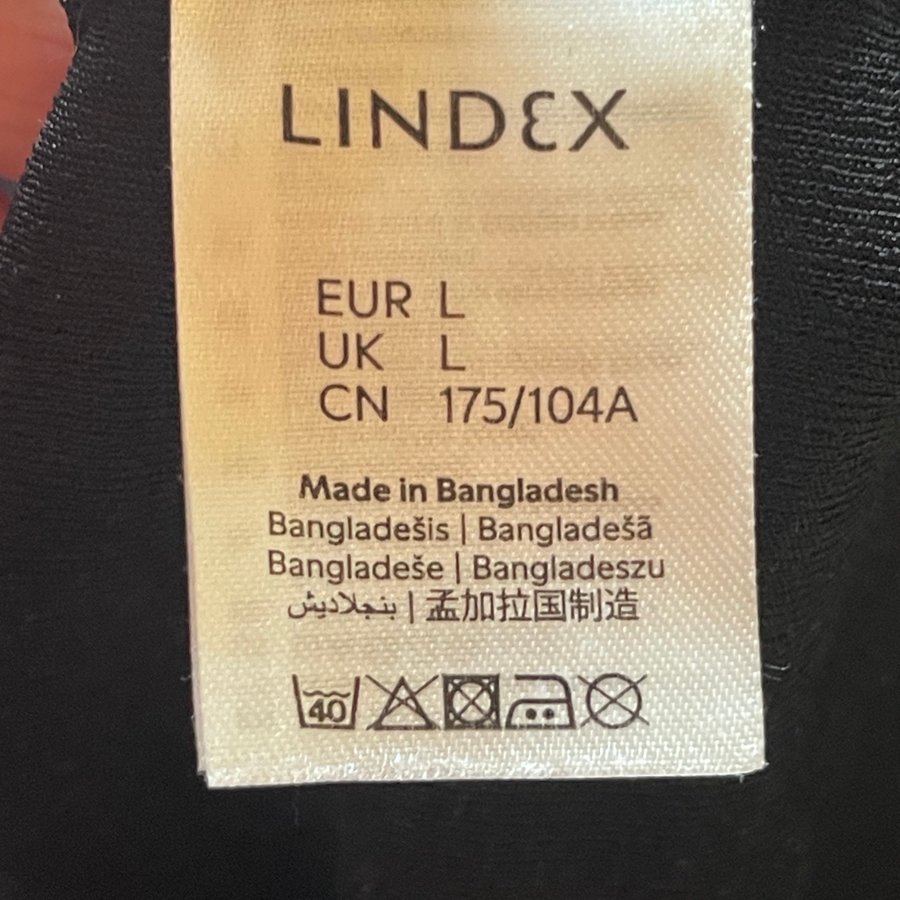 LINDEX
EUR L
UK L
CN 175/104A
Made in Bangladesh
Bangladešis | Bangladešā
Bangladeše | Bangladeszu
بنجلاديش | 孟加拉国制造
40